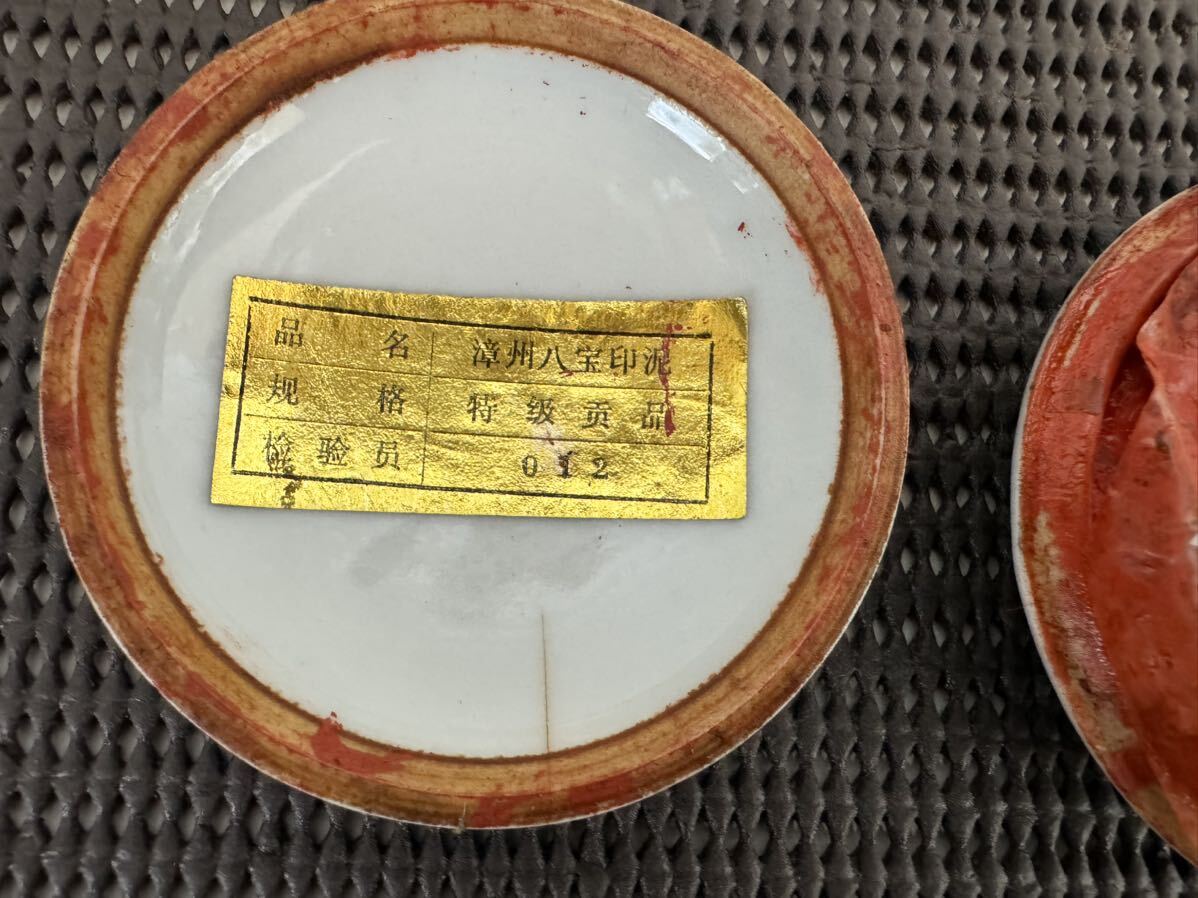 品名 漳州八宝印泥
规格 特级贡品
检验员 012